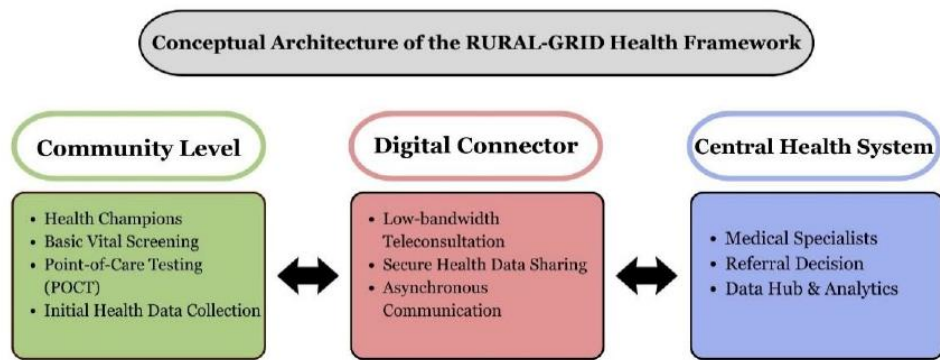 Conceptual Architecture of the RURAL-GRID Health Framework
Community Level
• Health Champions
• Basic Vital Screening
• Point-of-Care Testing
(POCT)
• Initial Health Data Collection
Digital Connector
• Low-bandwidth
Teleconsultation
• Secure Health Data Sharing
• Asynchronous
Communication
Central Health System
• Medical Specialists
• Referral Decision
• Data Hub & Analytics